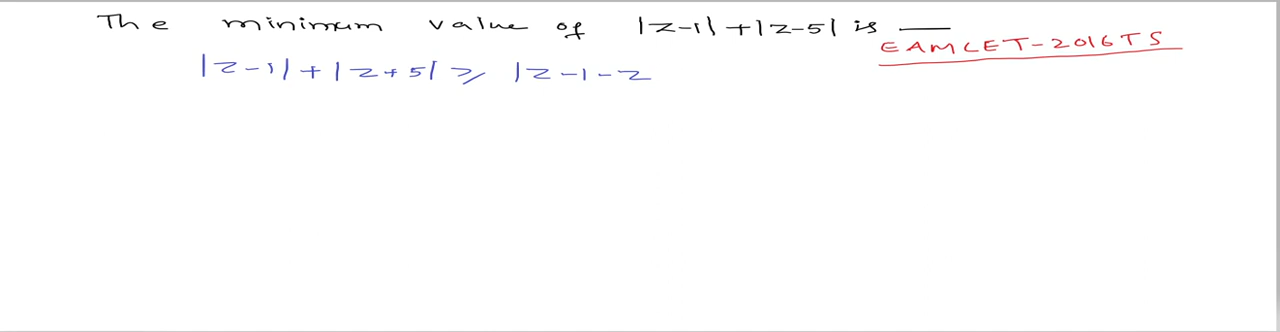 The minimum value of |z-1|+|z-5| is ___
EAMCET-2016TS
|z-1|+|z+5| ≥ |z-1-z